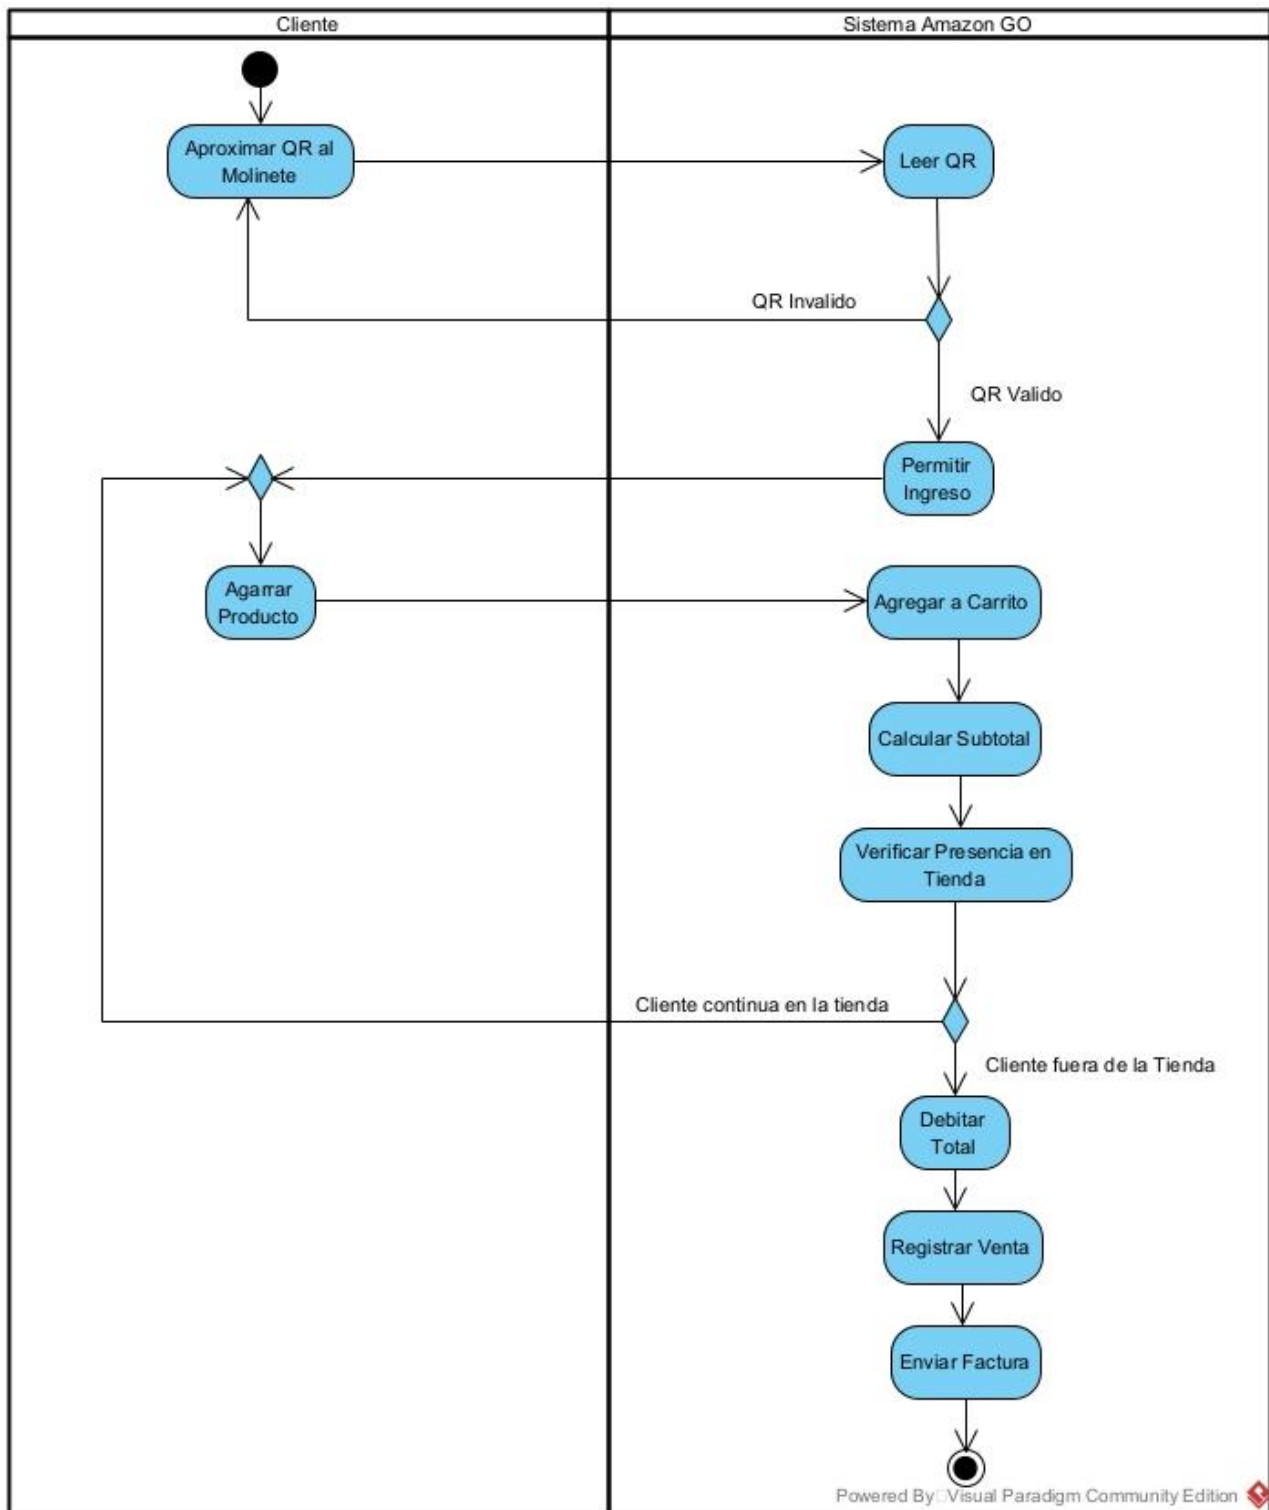 Cliente
Sistema Amazon GO
Aproximar QR al
Molinete
Leer QR
QR Invalido
QR Valido
Permitir
Ingreso
Agarrar
Producto
Agregar a Carrito
Calcular Subtotal
Verificar Presencia en
Tienda
Cliente continua en la tienda
Cliente fuera de la Tienda
Debitar
Total
Registrar Venta
Enviar Factura
Powered By Visual Paradigm Community Edition